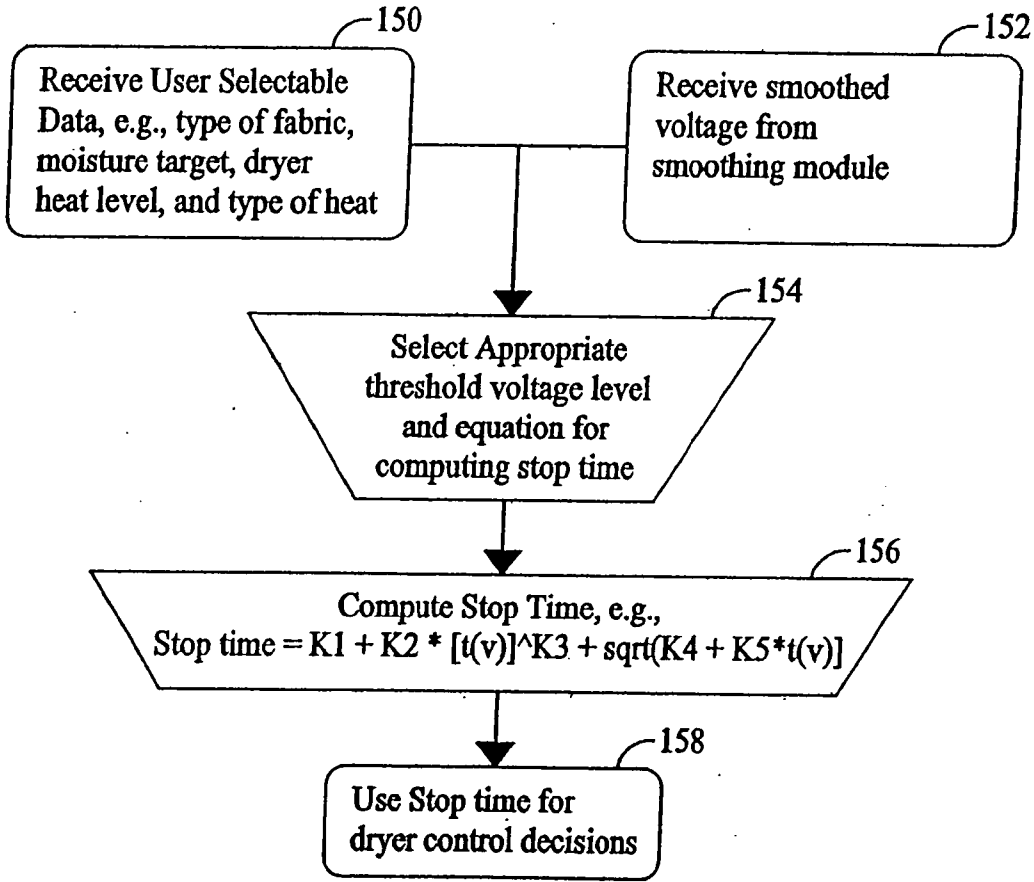 150
Receive User Selectable
Data, e.g., type of fabric,
moisture target, dryer
heat level, and type of heat
152
Receive smoothed
voltage from
smoothing module
154
Select Appropriate
threshold voltage level
and equation for
computing stop time
156
Compute Stop Time, e.g.,
Stop time = K1 + K2 * [t(v)]^K3 + sqrt(K4 + K5*t(v)]
158
Use Stop time for
dryer control decisions